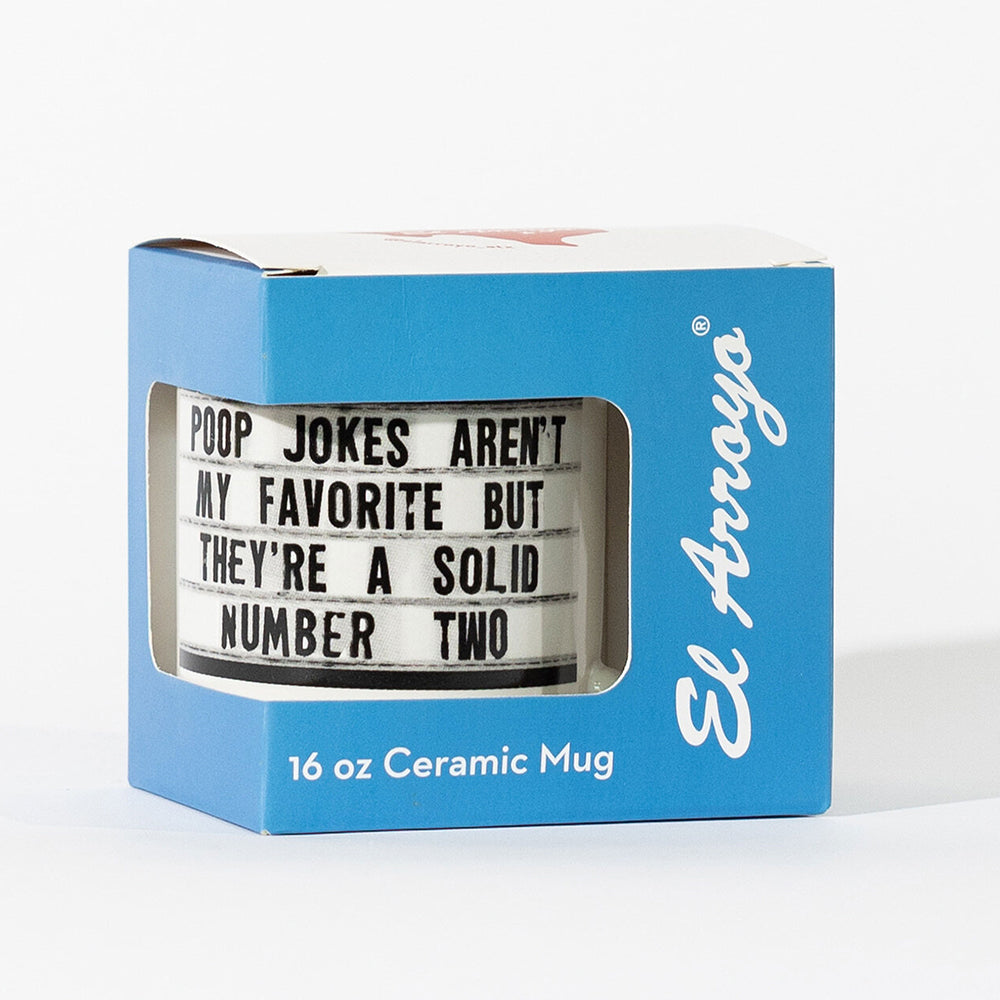 POOP JOKES AREN'T
MY FAVORITE BUT
THEY'RE A SOLID
NUMBER TWO
16 oz Ceramic Mug
El Arroyo®